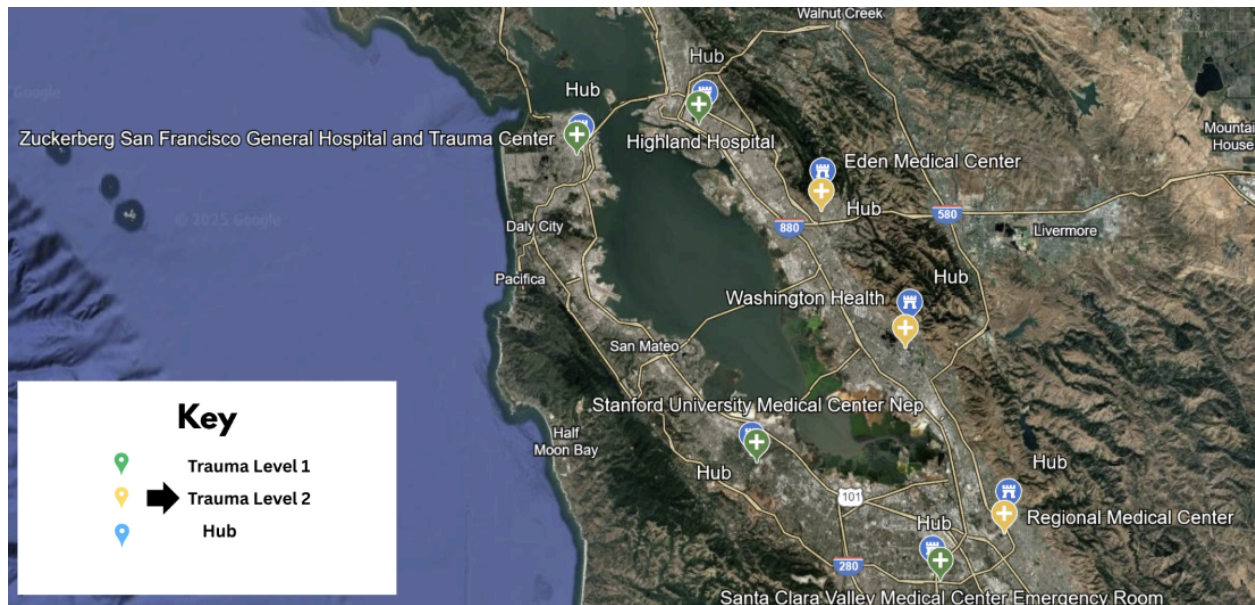 Walnut Creek
Google
Hub
Hub
Zuckerberg San Francisco General Hospital and Trauma Center
Highland Hospital
Mountain
House
Eden Medical Center
© 2025 Google
Hub
580
Daly City
880
Livermore
Pacifica
Hub
Washington Health
San Mateo
Key
Trauma Level 1
Trauma Level 2
Hub
Stanford University Medical Center Nep
Half
Moon Bay
Hub
Hub
101
Regional Medical Center
Hub
280
Santa Clara Valley Medical Center Emergency Room